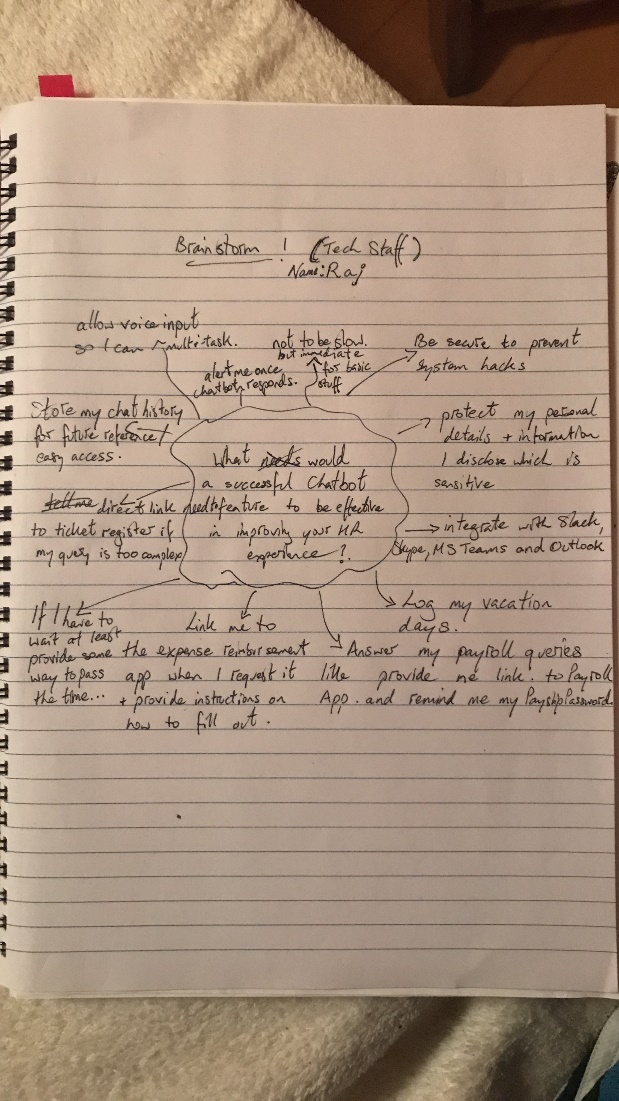 Brainstorm ! (Tech Staff)
Name: Raj
allow voice input
so I can multi-task.
alert me once
chatbot responds.
not to be slow.
but immediate
for basic
stuff
Be secure to prevent
system hacks
Store my chat history
for future reference/
easy access.
protect my personal
details + information
I disclose which is
sensitive
What needs would
a successful Chatbot
need to feature to be effective
in improving your HR
experience ?
tell me direct link
to ticket register if
my query is too complex
integrate with Slack,
Skype, MS Teams and Outlook
If I have to
wait at least
provide some
way to pass
the time...
Link me to
the expense reimbursement
app when I request it
+ provide instructions on
how to fill out.
Answer my payroll queries
like provide me link. to Payroll
App. and remind me my Payslip Password.
Log my vacation
days.